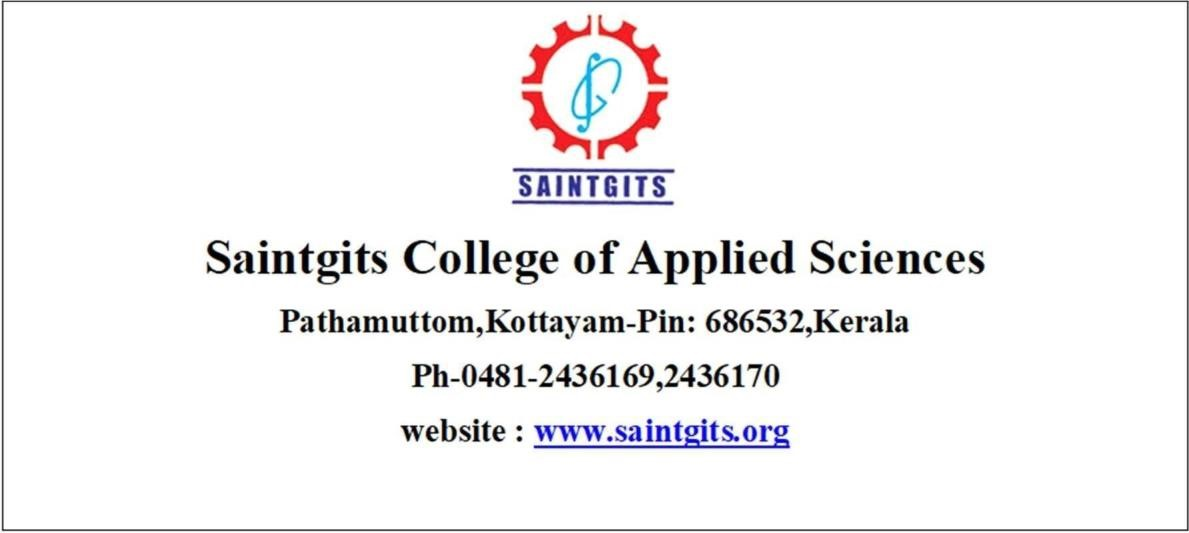 SAINTGITS
Saintgits College of Applied Sciences
Pathamuttom,Kottayam-Pin: 686532,Kerala
Ph-0481-2436169,2436170
website : www.saintgits.org